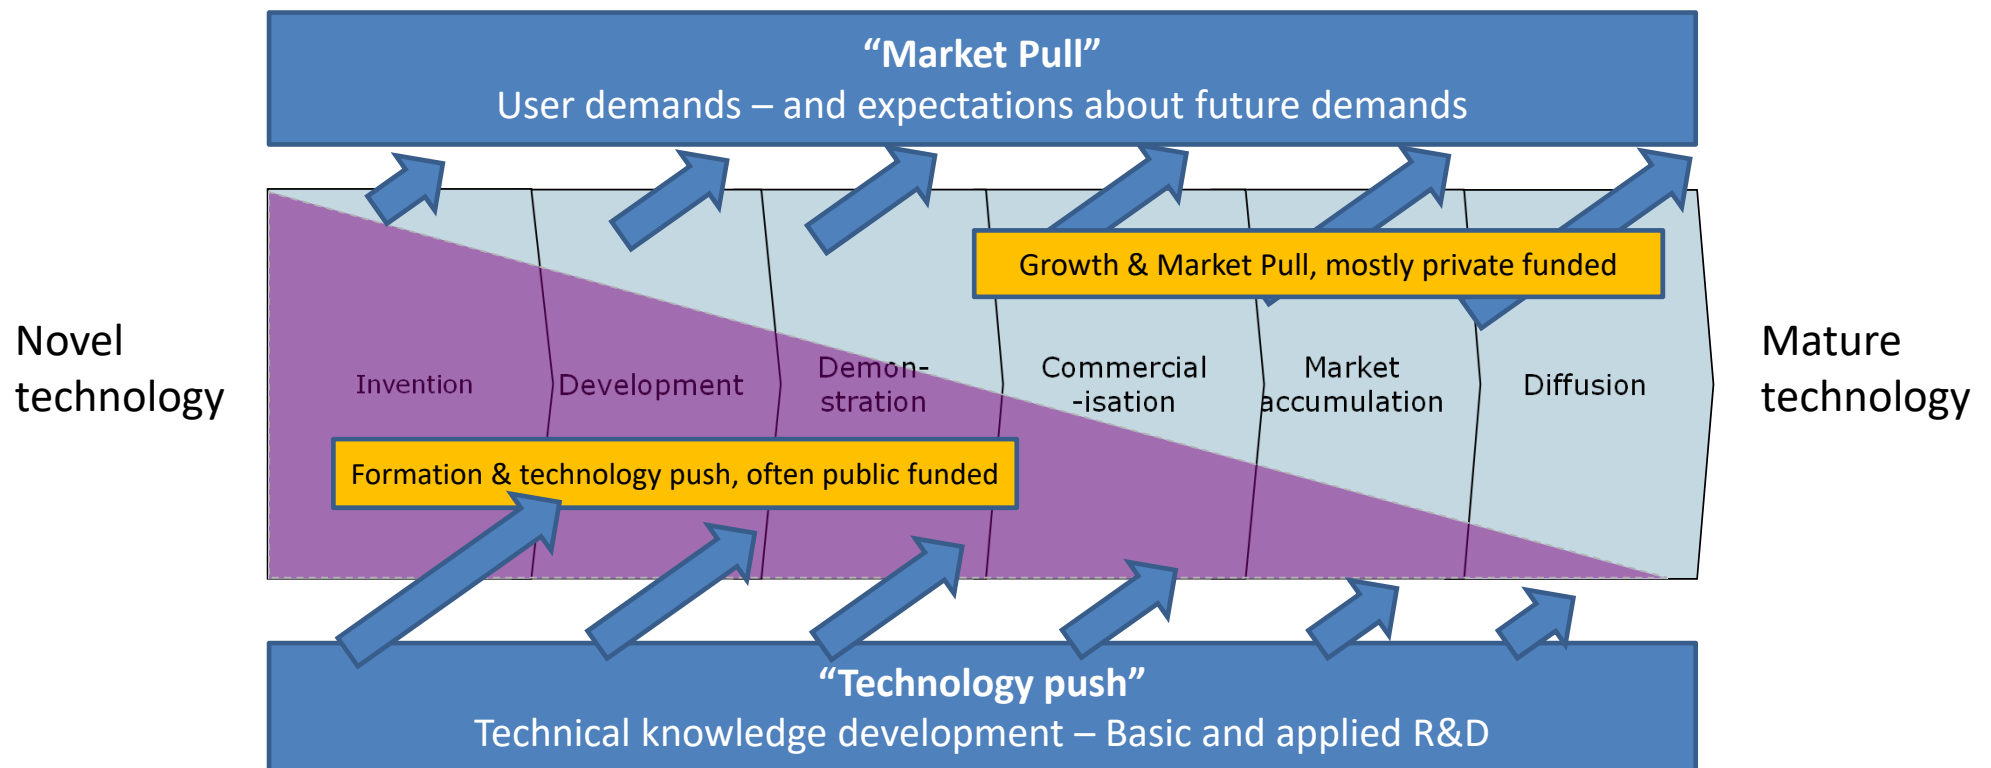 “Market Pull”
User demands – and expectations about future demands
Growth & Market Pull, mostly private funded
Novel
technology
Invention
Development
Demon-
stration
Commercial
-isation
Market
accumulation
Diffusion
Mature
technology
Formation & technology push, often public funded
“Technology push”
Technical knowledge development – Basic and applied R&D